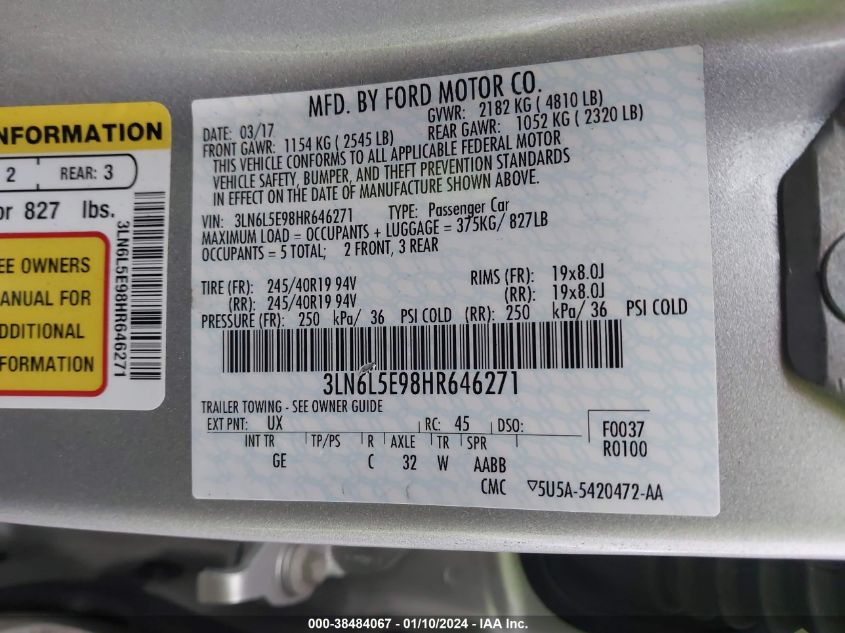 NFORMATION
2 REAR: 3
or 827 lbs.
EE OWNERS
ANUAL FOR
DDITIONAL
FORMATION
3LN6L5E98HR646271
MFD. BY FORD MOTOR CO.
DATE: 03/17 GVWR: 2182 KG ( 4810 LB)
FRONT GAWR: 1154 KG ( 2545 LB) REAR GAWR: 1052 KG ( 2320 LB)
THIS VEHICLE CONFORMS TO ALL APPLICABLE FEDERAL MOTOR
VEHICLE SAFETY, BUMPER, AND THEFT PREVENTION STANDARDS
IN EFFECT ON THE DATE OF MANUFACTURE SHOWN ABOVE.
VIN: 3LN6L5E98HR646271 TYPE: Passenger Car
MAXIMUM LOAD = OCCUPANTS + LUGGAGE = 375KG/ 827LB
OCCUPANTS = 5 TOTAL; 2 FRONT, 3 REAR
TIRE (FR): 245/40R19 94V RIMS (FR): 19x8.0J
(RR): 245/40R19 94V (RR): 19x8.0J
PRESSURE (FR): 250 kPa/ 36 PSI COLD (RR): 250 kPa/ 36 PSI COLD
3LN6L5E98HR646271
TRAILER TOWING - SEE OWNER GUIDE
EXT PNT: UX RC: 45 DSO: F0037
R0100
INT TR TP/PS R AXLE TR SPR
GE C 32 W AABB
CMC ▽5U5A-5420472-AA
000-38484067 - 01/10/2024 - IAA Inc.